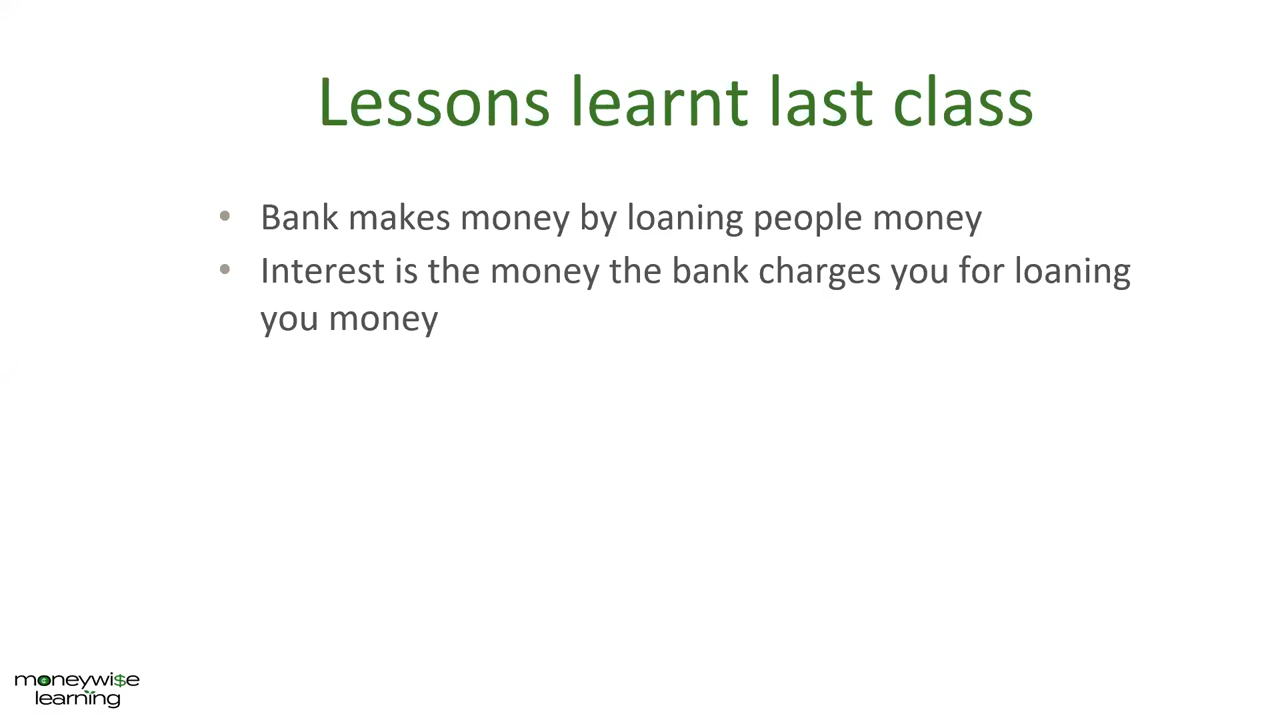 Lessons learnt last class
• Bank makes money by loaning people money
• Interest is the money the bank charges you for loaning
you money
moneywi$e
learning